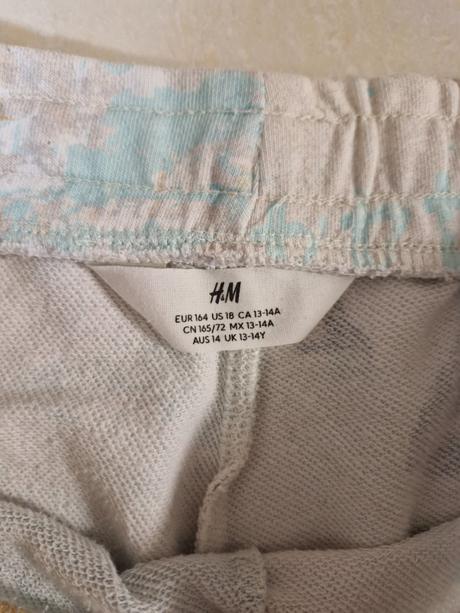 H&M
EUR 164 US 18 CA 13-14A
CN 165/72 MX 13-14A
AUS 14 UK 13-14Y